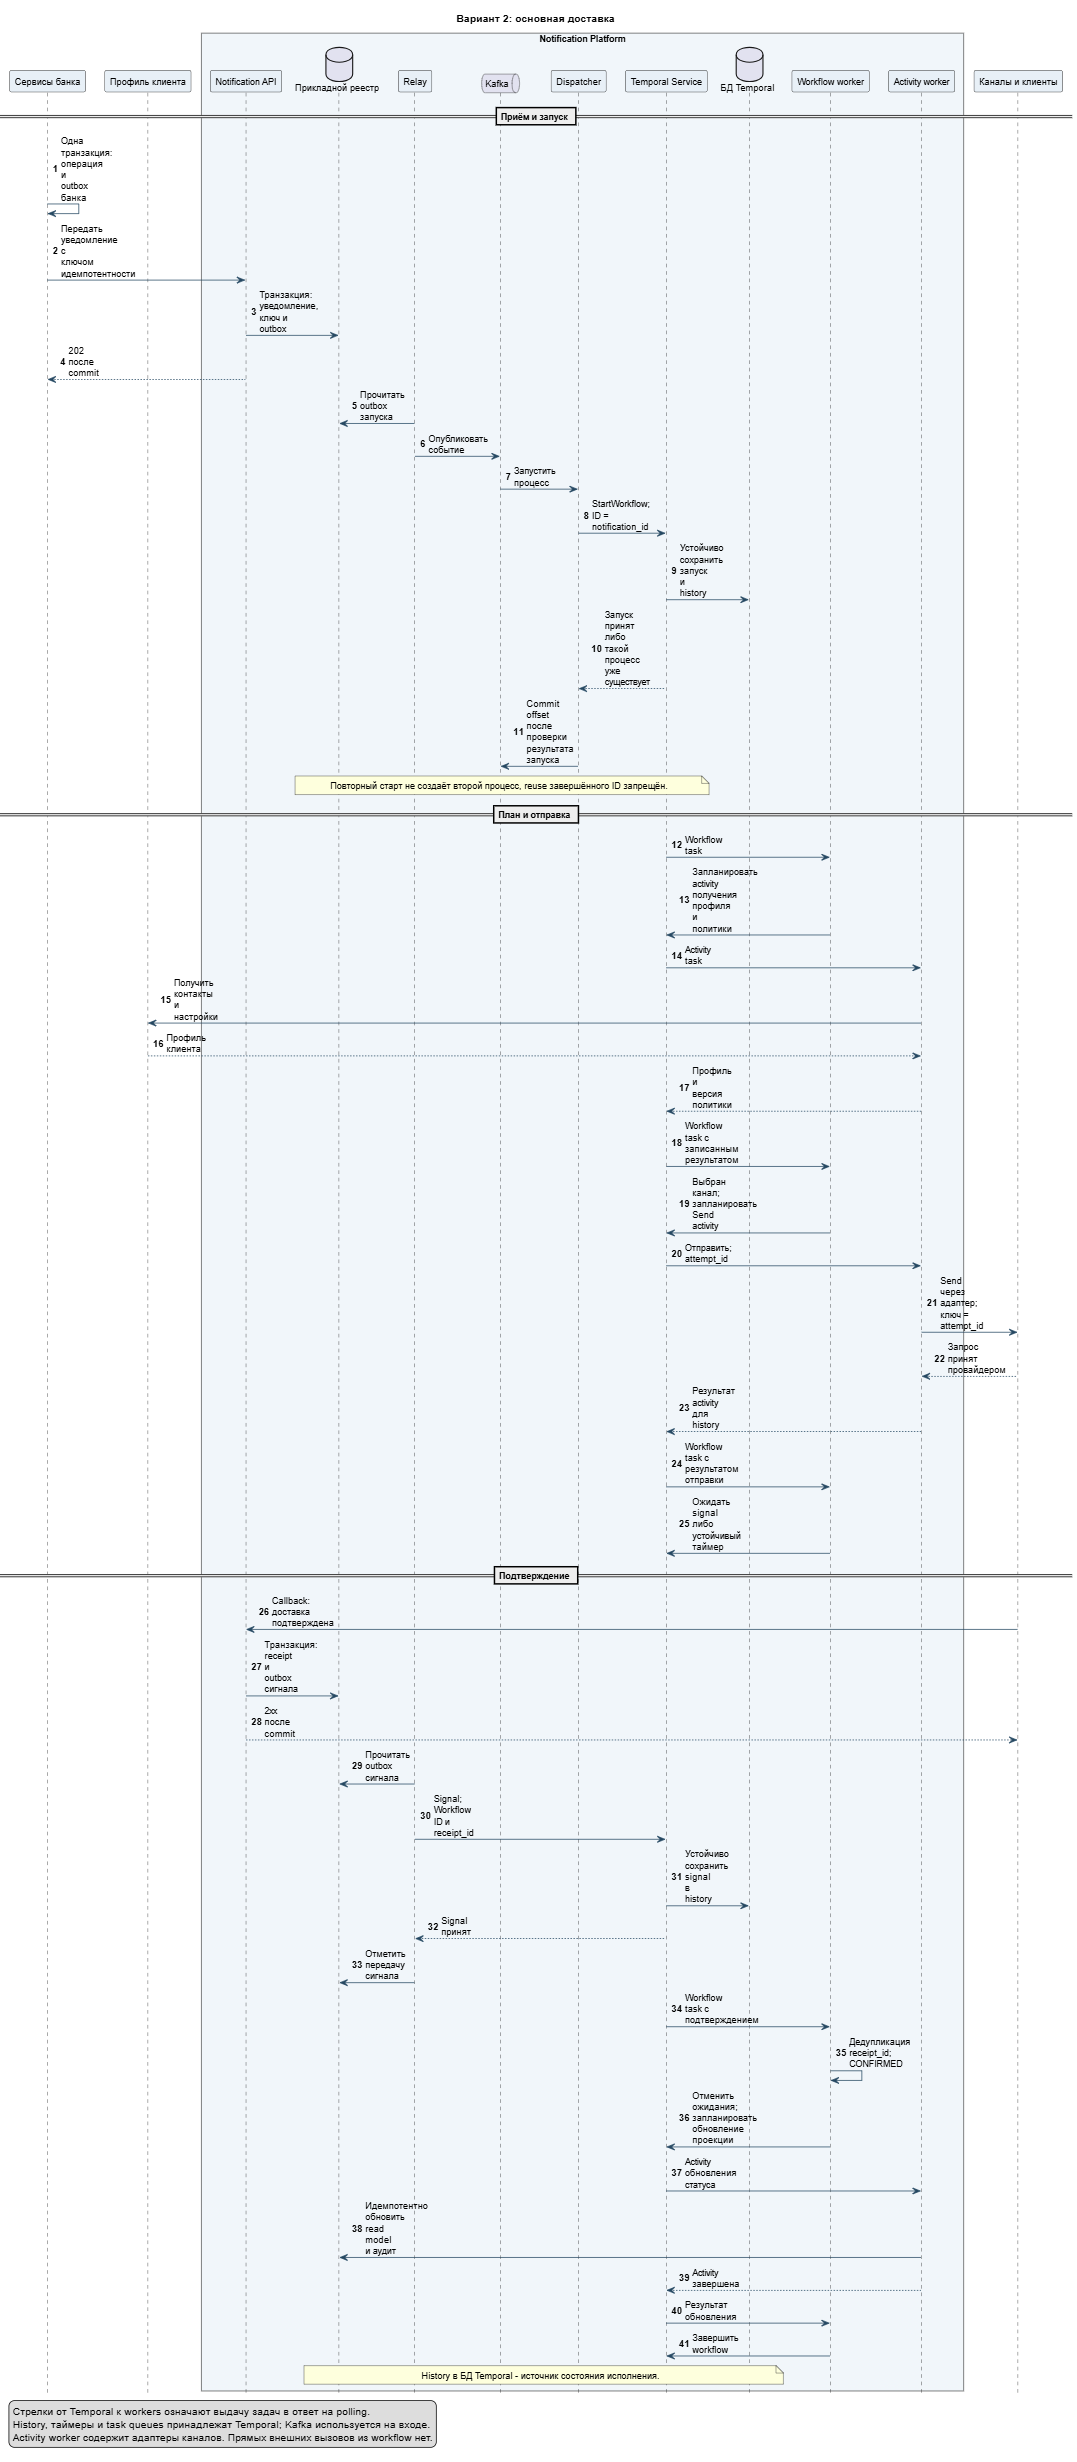 Вариант 2: основная доставка
Notification Platform
Сервисы банка
Профиль клиента
Notification API
Прикладной реестр
Relay
Kafka
Dispatcher
Temporal Service
БД Temporal
Workflow worker
Activity worker
Каналы и клиенты
Приём и запуск
Одна
транзакция:
операция
1
и
outbox
банка
Передать
уведомление
2 с
ключом
идемпотентности
Транзакция:
уведомление,
3
ключ и
outbox
202
4 после
commit
Прочитать
5 outbox
запуска
6 Опубликовать
событие
7 Запустить
процесс
StartWorkflow;
8 ID =
notification_id
Устойчиво
сохранить
9 запуск
и
history
Запуск
принят
либо
10 такой
процесс
уже
существует
Commit
offset
11 после
проверки
результата
запуска
Повторный старт не создаёт второй процесс, reuse завершённого ID запрещён.
План и отправка
12 Workflow
task
Запланировать
activity
13 получения
профиля
и
политики
14 Activity
task
Получить
15 контакты
и
настройки
16 Профиль
клиента
Профиль
17 и
версия
политики
Workflow
18 task с
записанным
результатом
Выбран
канал;
19 запланировать
Send
activity
20 Отправить;
attempt_id
Send
через
21 адаптер;
ключ =
attempt_id
Запрос
22 принят
провайдером
Результат
23 activity
для
history
Workflow
24 task с
результатом
отправки
Ожидать
signal
25 либо
устойчивый
таймер
Подтверждение
Callback:
26 доставка
подтверждена
Транзакция:
receipt
27 и
outbox
сигнала
2xx
28 после
commit
Прочитать
29 outbox
сигнала
Signal;
30 Workflow
ID и
receipt_id
Устойчиво
сохранить
31 signal
в
history
32 Signal
принят
Отметить
33 передачу
сигнала
Workflow
34 task с
подтверждением
Дедупликация
35 receipt_id;
CONFIRMED
Отменить
ожидания;
36 запланировать
обновление
проекции
Activity
37 обновления
статуса
Идемпотентно
обновить
38 read
model
и аудит
39 Activity
завершена
40 Результат
обновления
41 Завершить
workflow
History в БД Temporal - источник состояния исполнения.
Стрелки от Temporal к workers означают выдачу задач в ответ на polling.
History, таймеры и task queues принадлежат Temporal; Kafka используется на входе.
Activity worker содержит адаптеры каналов. Прямых внешних вызовов из workflow нет.